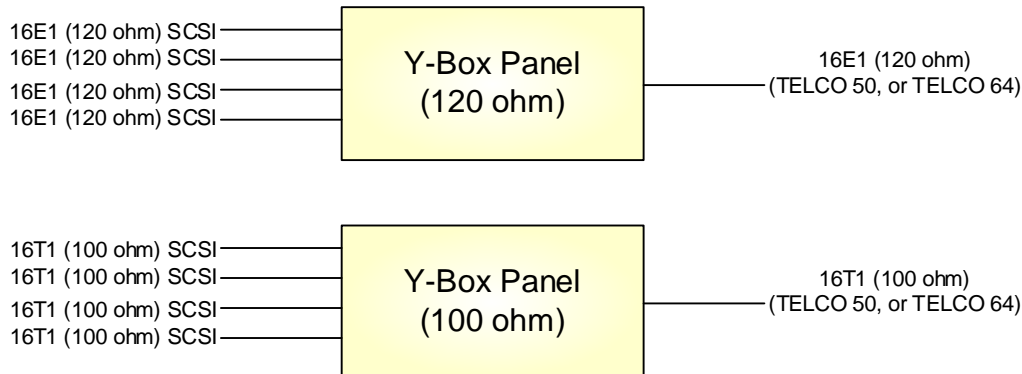 16E1 (120 ohm) SCSI
16E1 (120 ohm) SCSI
16E1 (120 ohm) SCSI
16E1 (120 ohm) SCSI
Y-Box Panel
(120 ohm)
16E1 (120 ohm)
(TELCO 50, or TELCO 64)
16T1 (100 ohm) SCSI
16T1 (100 ohm) SCSI
16T1 (100 ohm) SCSI
16T1 (100 ohm) SCSI
Y-Box Panel
(100 ohm)
16T1 (100 ohm)
(TELCO 50, or TELCO 64)